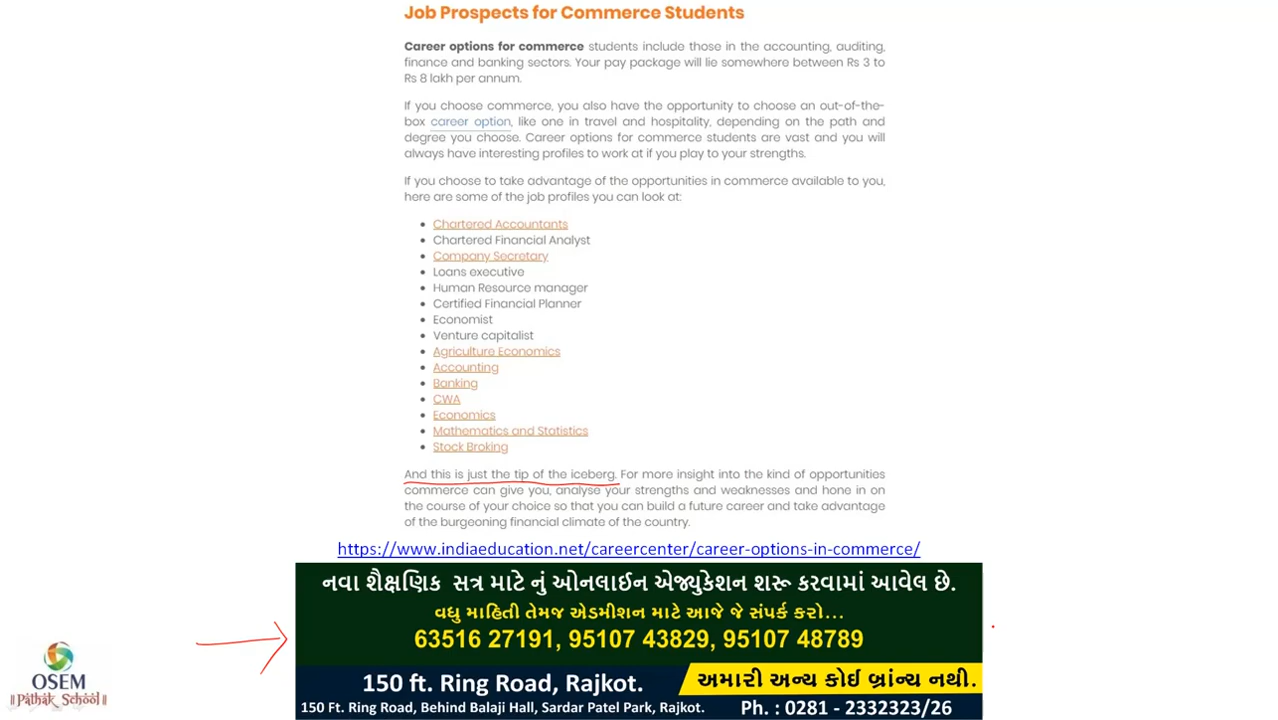 Job Prospects for Commerce Students
Career options for commerce students include those in the accounting, auditing,
finance and banking sectors. Your pay package will lie somewhere between Rs 3 to
Rs 8 lakh per annum.
If you choose commerce, you also have the opportunity to choose an out-of-the-
box career option, like one in travel and hospitality, depending on the path and
degree you choose. Career options for commerce students are vast and you will
always have interesting profiles to work at if you play to your strengths.
If you choose to take advantage of the opportunities in commerce available to you,
here are some of the job profiles you can look at:
• Chartered Accountants
• Chartered Financial Analyst
• Company Secretary
• Loans executive
• Human Resource manager
• Certified Financial Planner
• Economist
• Venture capitalist
• Agriculture Economics
• Accounting
• Banking
• CWA
• Economics
• Mathematics and Statistics
• Stock Broking
And this is just the tip of the iceberg. For more insight into the kind of opportunities
commerce can give you, analyse your strengths and weaknesses and hone in on
the course of your choice so that you can build a future career and take advantage
of the burgeoning financial climate of the country.
https://www.indiaeducation.net/careercenter/career-options-in-commerce/
નવા શૈક્ષણિક સત્ર માટે નું ઓનલાઈન એજ્યુકેશન શરૂ કરવામાં આવેલ છે.
વધુ માહિતી તેમજ એડમીશન માટે આજે જે સંપર્ક કરો...
63516 27191, 95107 43829, 95107 48789
150 ft. Ring Road, Rajkot.
અમારી અન્ય કોઈ બ્રાંન્ચ નથી.
150 Ft. Ring Road, Behind Balaji Hall, Sardar Patel Park, Rajkot.
Ph. : 0281 - 2332323/26
OSEM
॥Pathak School॥